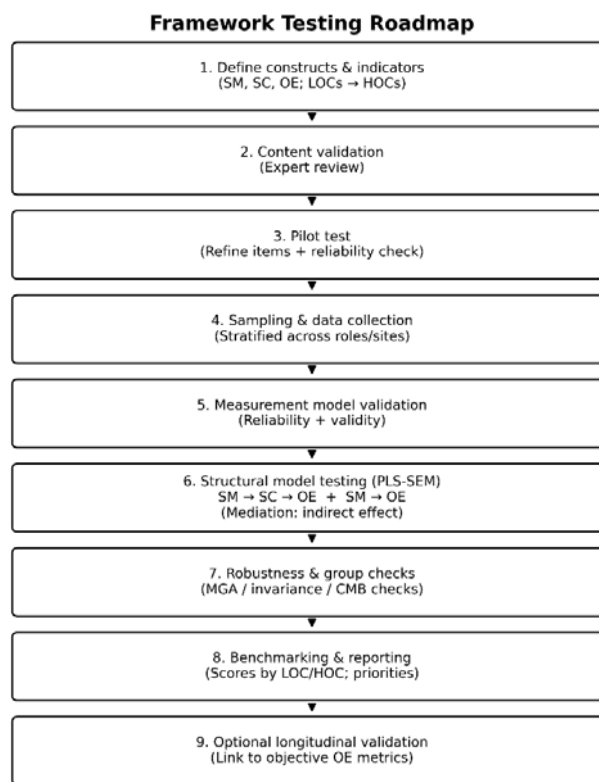 Framework Testing Roadmap
1. Define constructs & indicators
(SM, SC, OE; LOCs → HOCs)
2. Content validation
(Expert review)
3. Pilot test
(Refine items + reliability check)
4. Sampling & data collection
(Stratified across roles/sites)
5. Measurement model validation
(Reliability + validity)
6. Structural model testing (PLS-SEM)
SM → SC → OE + SM → OE
(Mediation: indirect effect)
7. Robustness & group checks
(MGA / invariance / CMB checks)
8. Benchmarking & reporting
(Scores by LOC/HOC; priorities)
9. Optional longitudinal validation
(Link to objective OE metrics)